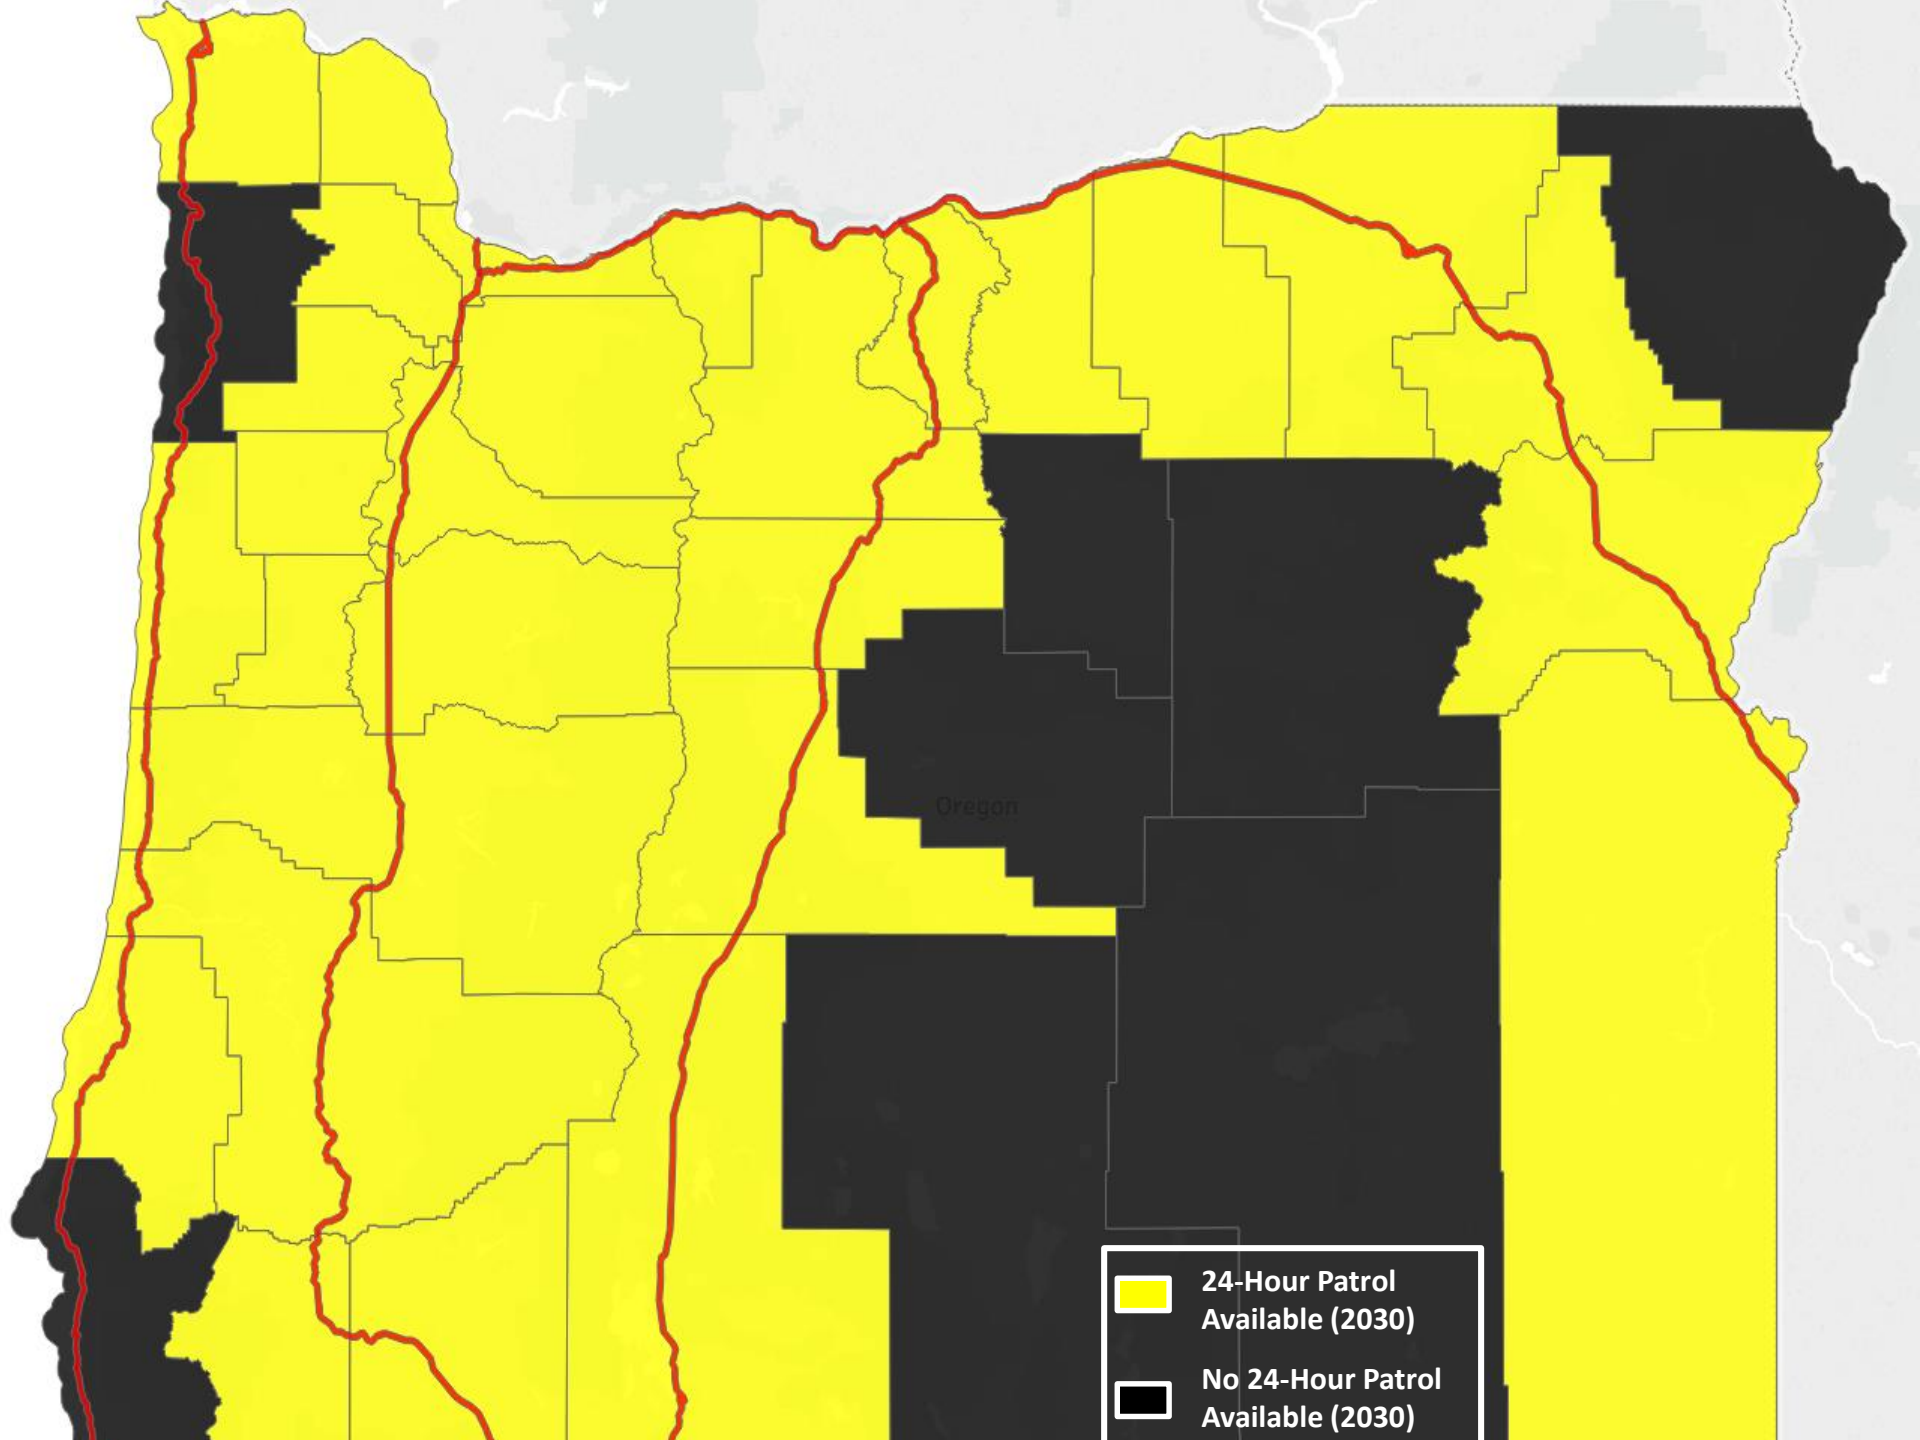 Oregon
24-Hour Patrol
Available (2030)
No 24-Hour Patrol
Available (2030)